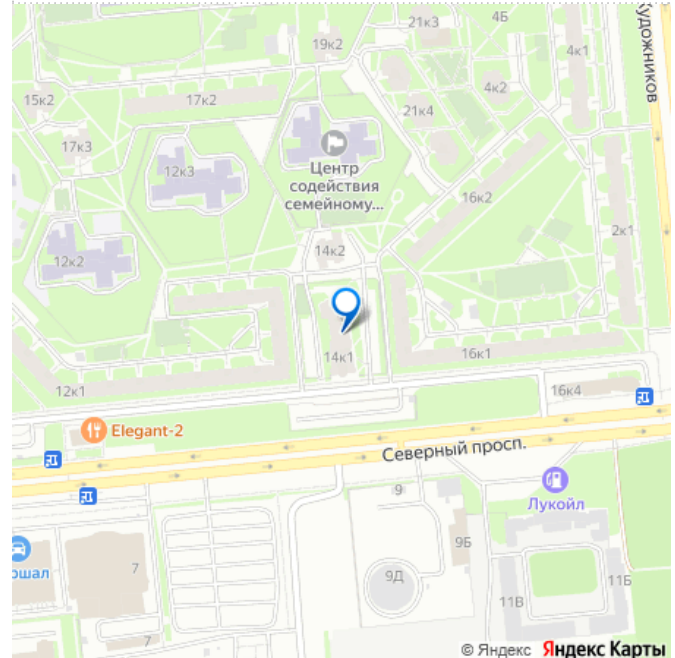 21к3
4Б
Художников
19к2
4к1
15к2
17к2
4к2
21к4
17к3
12к3
Центр
содействия
семейному...
16к2
2к1
14к2
12к2
14к1
16к1
12к1
16к4
Elegant-2
Северный просп.
9
Лукойл
9Б
ошал
7
9Д
11Б
11В
7
© Яндекс Яндекс Карты